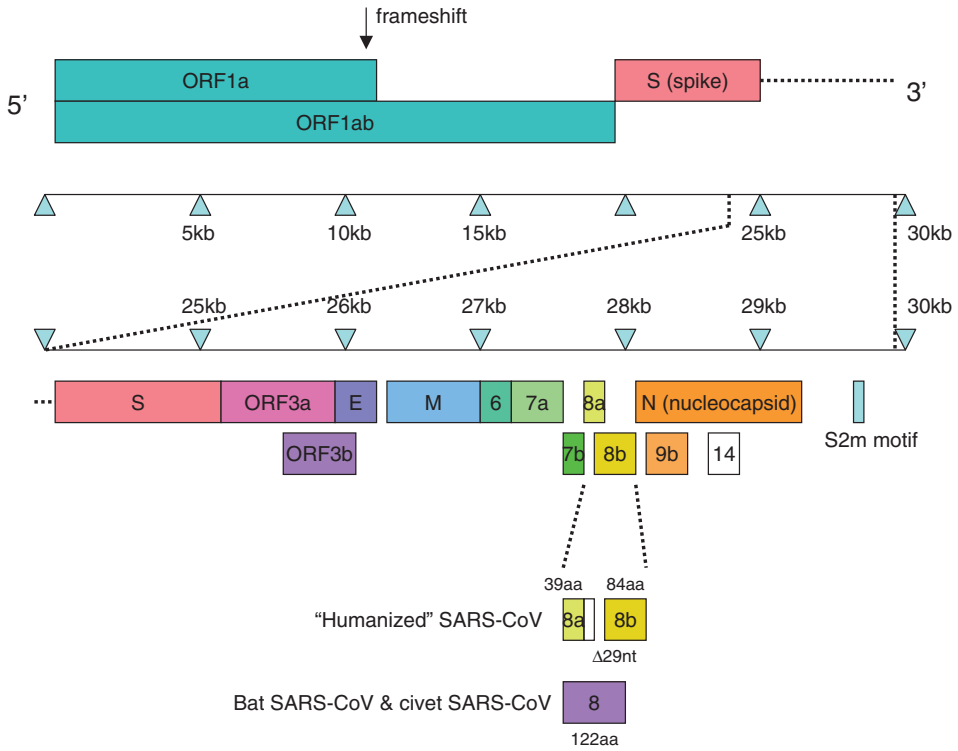 frameshift
ORF1a
S (spike)
5’
3’
ORF1ab
5kb
10kb
15kb
25kb
30kb
25kb
26kb
27kb
28kb
29kb
30kb
S
ORF3a
E
M
6
7a
8a
N (nucleocapsid)
S2m motif
ORF3b
7b
8b
9b
14
39aa
84aa
“Humanized” SARS-CoV
8a
8b
Δ29nt
Bat SARS-CoV & civet SARS-CoV
8
122aa